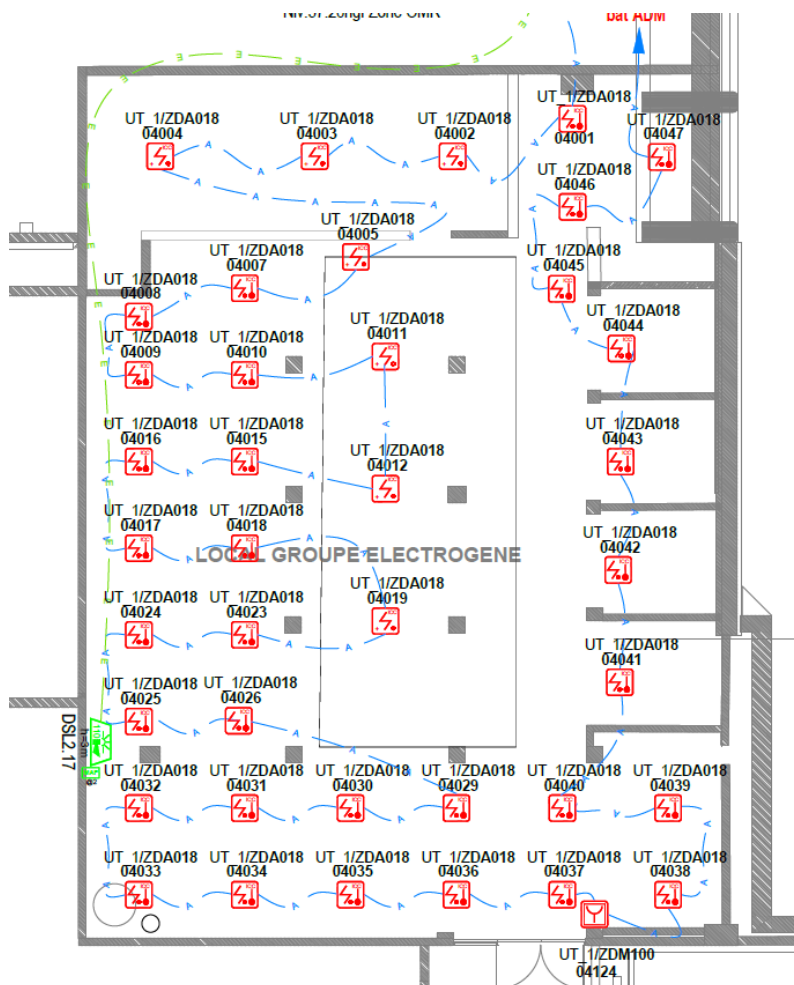 bat ADM
UT_1/ZDA018
04004
UT_1/ZDA018
04003
UT_1/ZDA018
04002
UT_1/ZDA018
04001
UT_1/ZDA018
04047
UT_1/ZDA018
04046
UT_1/ZDA018
04005
UT_1/ZDA018
04007
UT_1/ZDA018
04008
UT_1/ZDA018
04045
UT_1/ZDA018
04044
UT_1/ZDA018
04011
UT_1/ZDA018
04009
UT_1/ZDA018
04010
UT_1/ZDA018
04016
UT_1/ZDA018
04015
UT_1/ZDA018
04012
UT_1/ZDA018
04043
UT_1/ZDA018
04017
UT_1/ZDA018
04018
UT_1/ZDA018
04042
LOCAL GROUPE ELECTROGENE
UT_1/ZDA018
04019
UT_1/ZDA018
04024
UT_1/ZDA018
04023
UT_1/ZDA018
04041
UT_1/ZDA018
04025
UT_1/ZDA018
04026
DSL2.17
h=3m
UT_1/ZDA018
04032
UT_1/ZDA018
04031
UT_1/ZDA018
04030
UT_1/ZDA018
04029
UT_1/ZDA018
04040
UT_1/ZDA018
04039
UT_1/ZDA018
04033
UT_1/ZDA018
04034
UT_1/ZDA018
04035
UT_1/ZDA018
04036
UT_1/ZDA018
04037
UT_1/ZDA018
04038
UT_1/ZDM100
04124